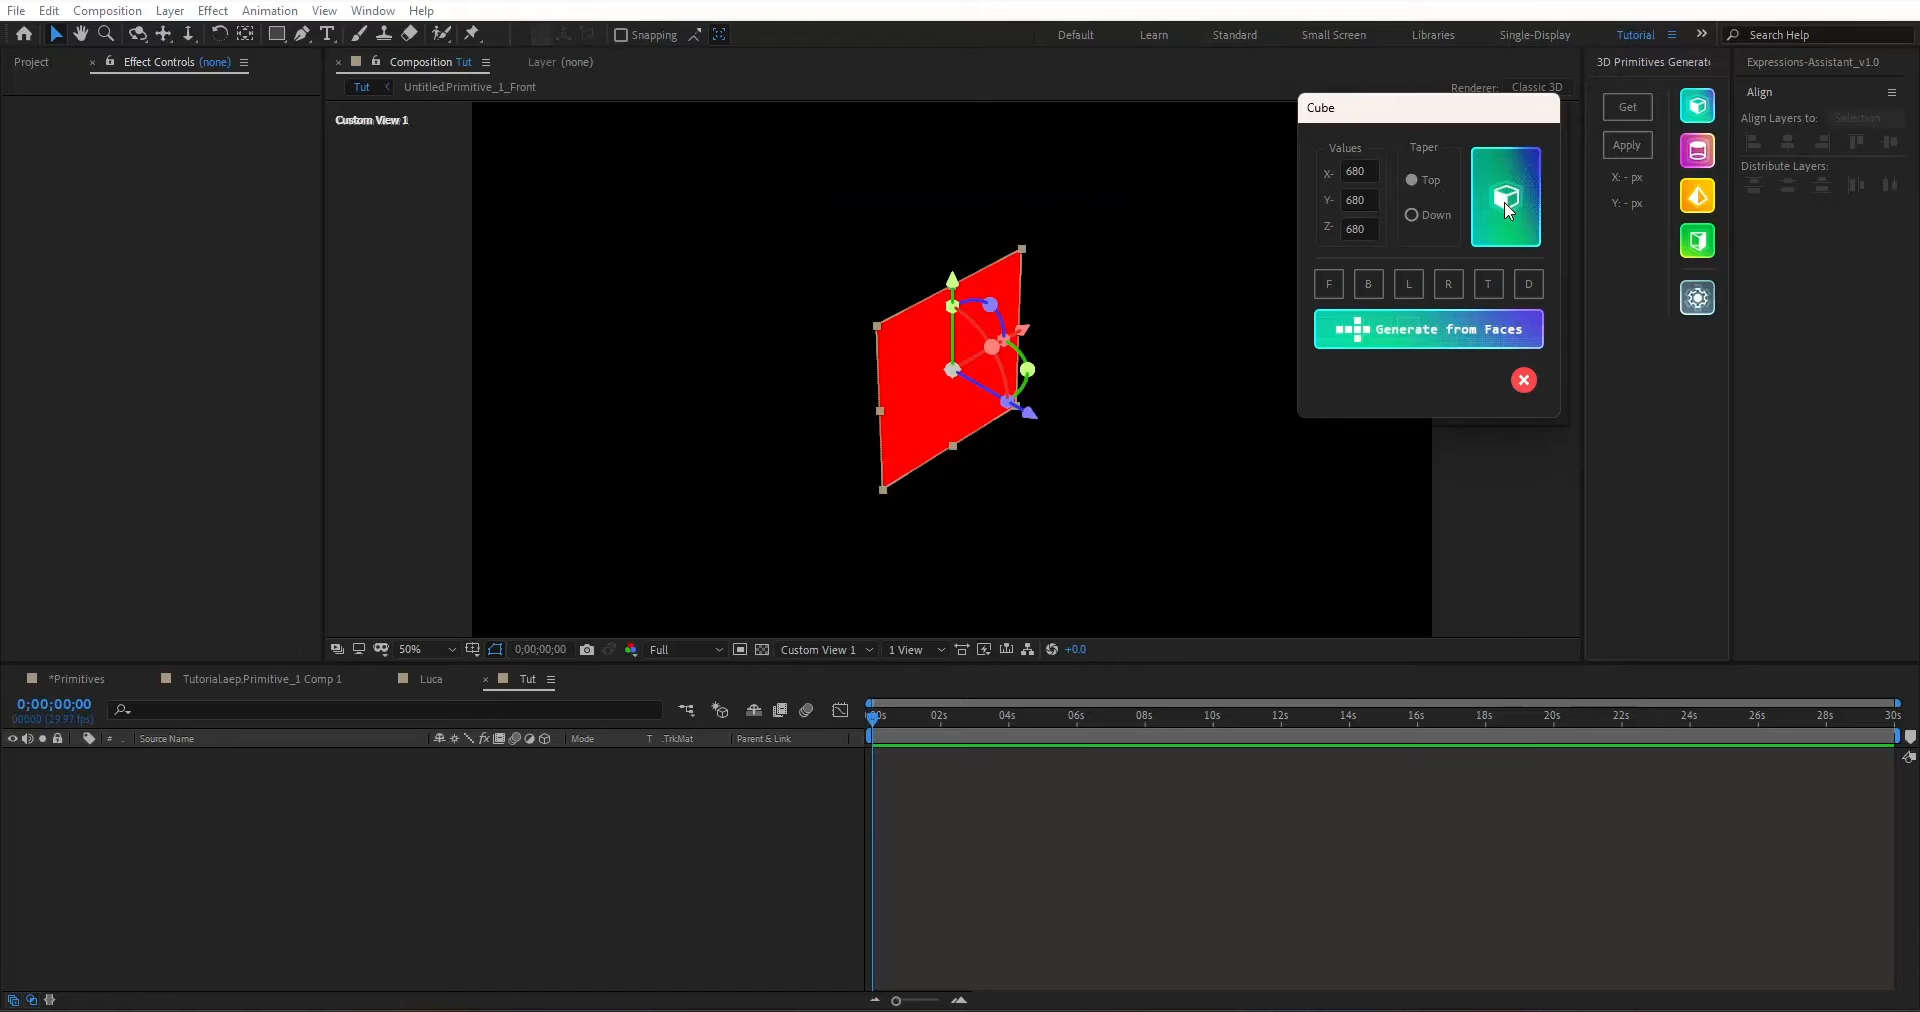 File Edit Composition Layer Effect Animation View Window Help
Snapping
Default Learn Standard Small Screen Libraries Single-Display Tutorial Search Help
Project Effect Controls (none)
Composition Tut Layer (none)
Tut Untitled.Primitive_1_Front
Renderer: Classic 3D
Custom View 1
3D Primitives Generat
Expressions-Assistant_v1.0
Get
Apply
X: - px
Y: - px
Align
Align Layers to: Selection
Distribute Layers:
Cube
Values Taper
X- 680
Y- 680
Z- 680
Top
Down
F B L R T D
Generate from Faces
50% 0;00;00;00 Full Custom View 1 1 View +0.0
*Primitives Tutorial.aep.Primitive_1 Comp 1 Luca Tut
0;00;00;00
00000 (29.97 fps)
# . Source Name Mode T .TrkMat Parent & Link
00s 02s 04s 06s 08s 10s 12s 14s 16s 18s 20s 22s 24s 26s 28s 30s